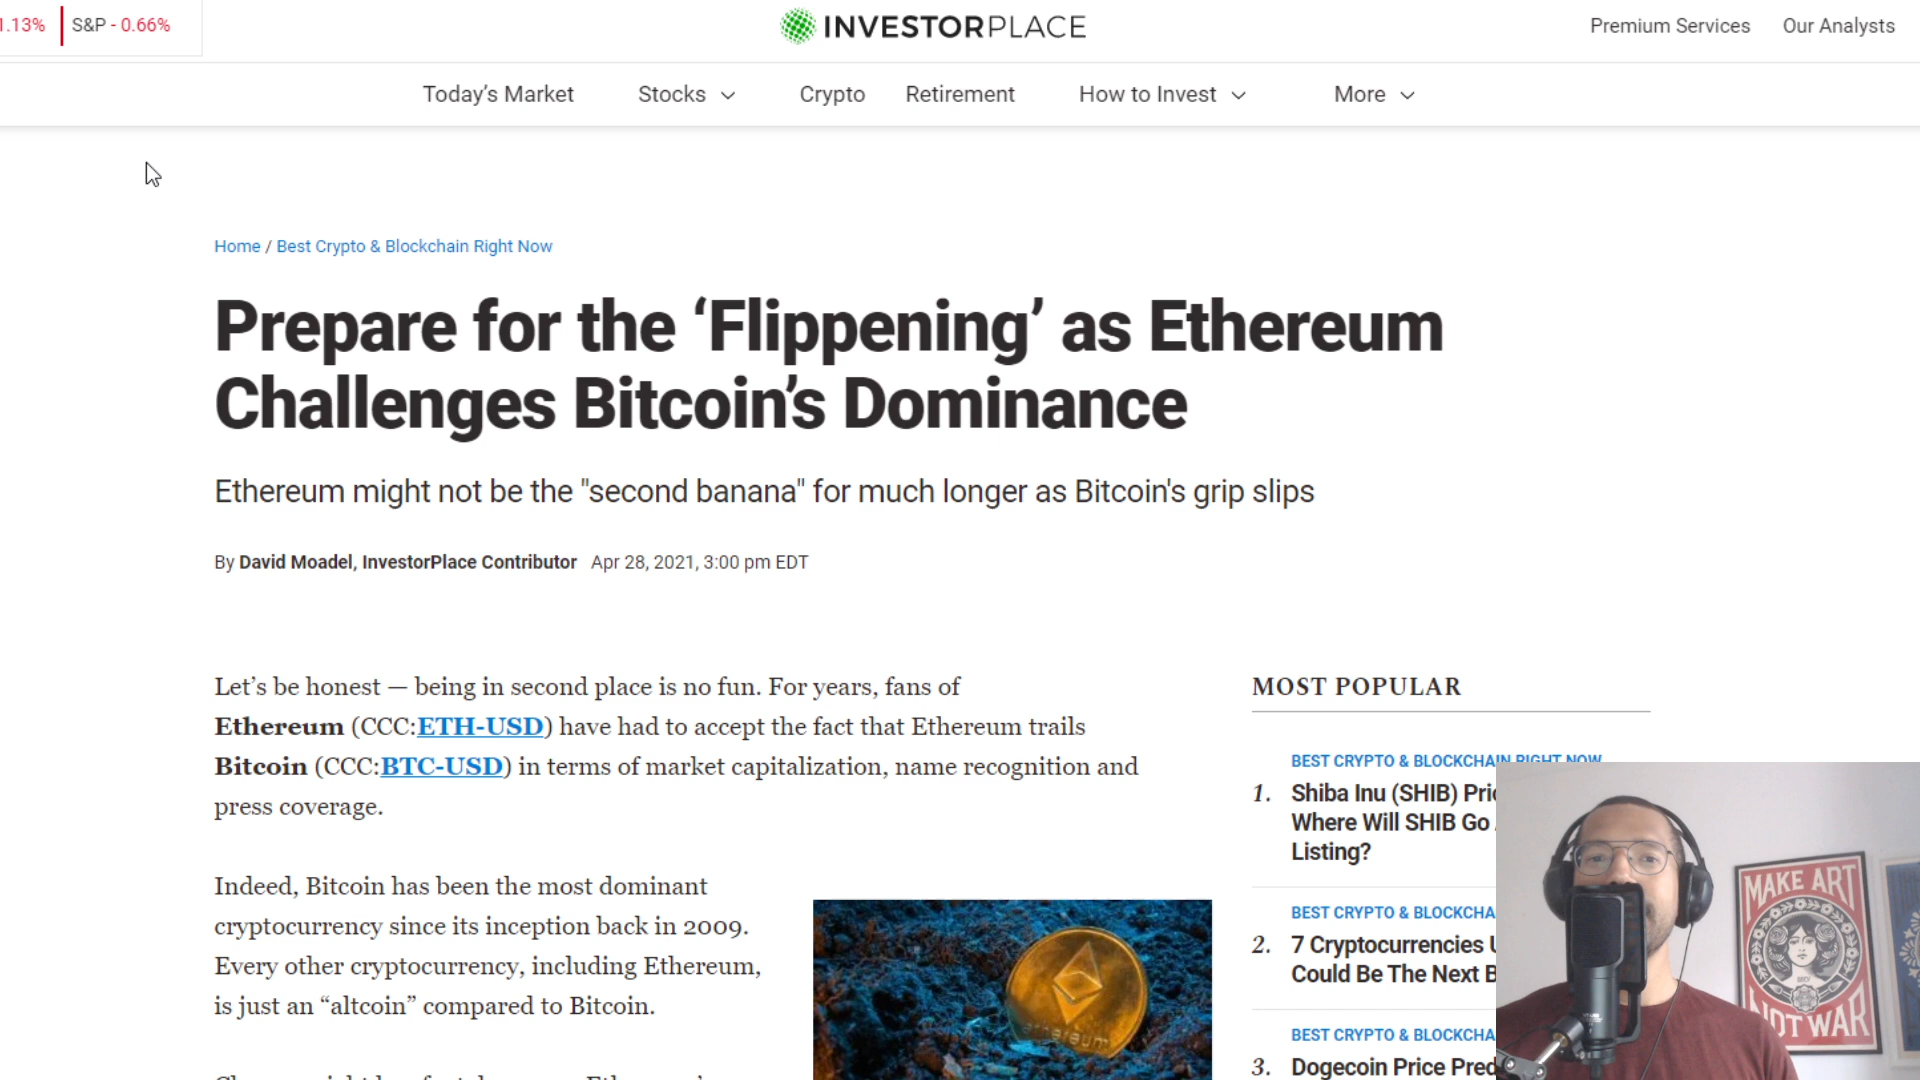 1.13% S&P - 0.66%
INVESTORPLACE
Premium Services Our Analysts
Today's Market Stocks Crypto Retirement How to Invest More
Home / Best Crypto & Blockchain Right Now
Prepare for the ‘Flippening’ as Ethereum
Challenges Bitcoin’s Dominance
Ethereum might not be the "second banana" for much longer as Bitcoin's grip slips
By David Moadel, InvestorPlace Contributor Apr 28, 2021, 3:00 pm EDT
Let’s be honest — being in second place is no fun. For years, fans of
Ethereum (CCC:ETH-USD) have had to accept the fact that Ethereum trails
Bitcoin (CCC:BTC-USD) in terms of market capitalization, name recognition and
press coverage.
Indeed, Bitcoin has been the most dominant
cryptocurrency since its inception back in 2009.
Every other cryptocurrency, including Ethereum,
is just an “altcoin” compared to Bitcoin.
ethereum
MOST POPULAR
BEST CRYPTO & BLOCKCHAIN RIGHT NOW
1. Shiba Inu (SHIB) Pric
Where Will SHIB Go
Listing?
BEST CRYPTO & BLOCKCHA
2. 7 Cryptocurrencies U
Could Be The Next B
BEST CRYPTO & BLOCKCHA
3. Dogecoin Price Pred
MAKE ART
NOT WAR